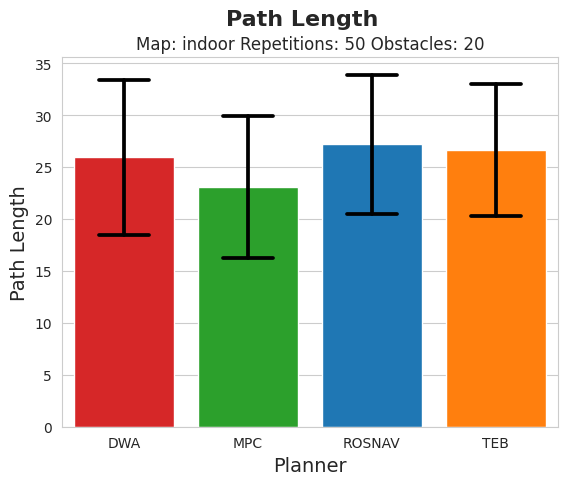 Path Length
Map: indoor Repetitions: 50 Obstacles: 20
35
30
25
20
15
10
5
0
Path Length
DWA MPC ROSNAV TEB
Planner